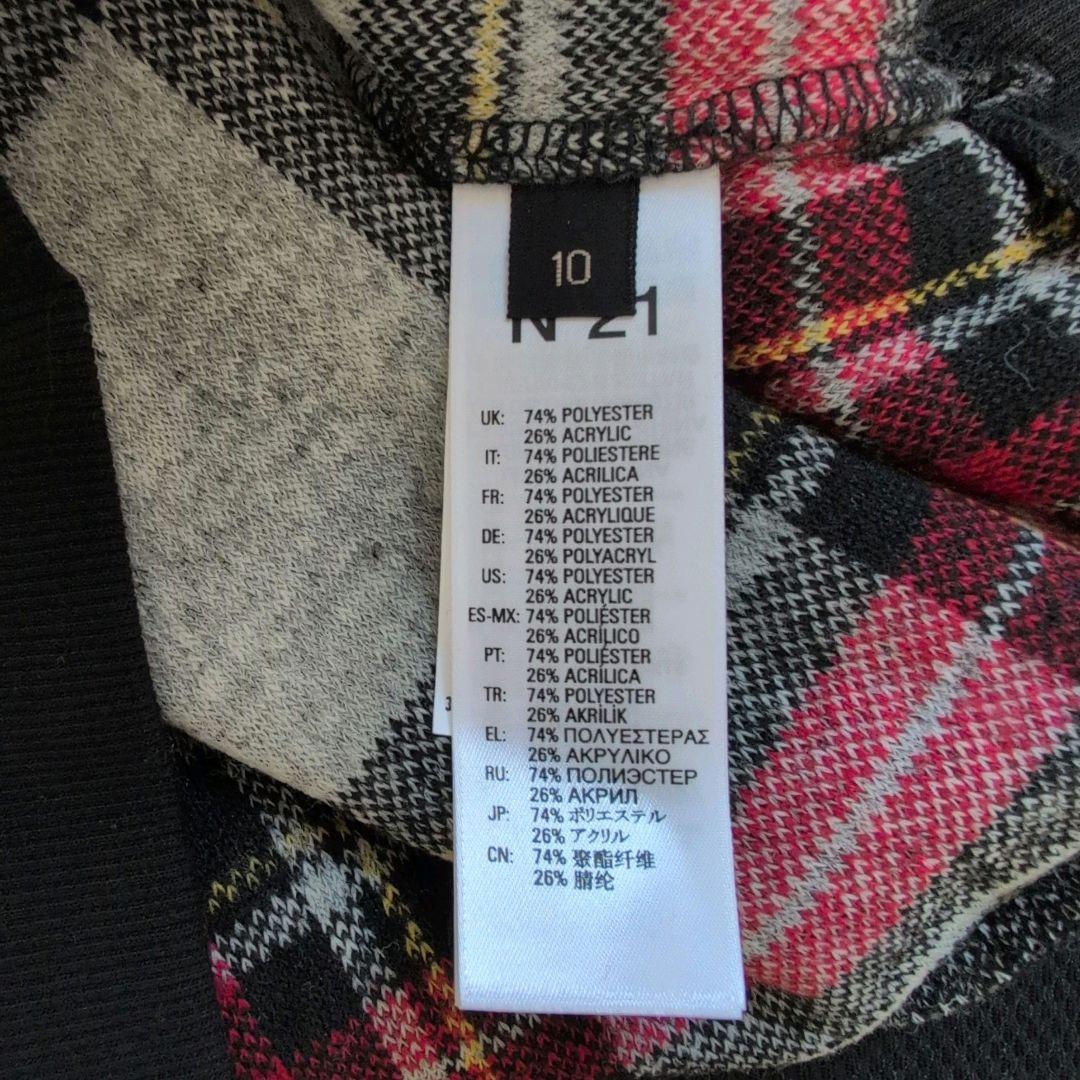 10
N°21
UK: 74% POLYESTER
26% ACRYLIC
IT: 74% POLIESTERE
26% ACRILICA
FR: 74% POLYESTER
26% ACRYLIQUE
DE: 74% POLYESTER
26% POLYACRYL
US: 74% POLYESTER
26% ACRYLIC
ES-MX: 74% POLIÉSTER
26% ACRÍLICO
PT: 74% POLIÉSTER
26% ACRÍLICA
TR: 74% POLYESTER
26% AKRİLİK
EL: 74% ΠΟΛΥΕΣΤΕΡΑΣ
26% ΑΚΡΥΛΙΚΟ
RU: 74% ПОЛИЭСТЕР
26% АКРИЛ
JP: 74% ポリエステル
26% アクリル
CN: 74% 聚酯纤维
26% 腈纶